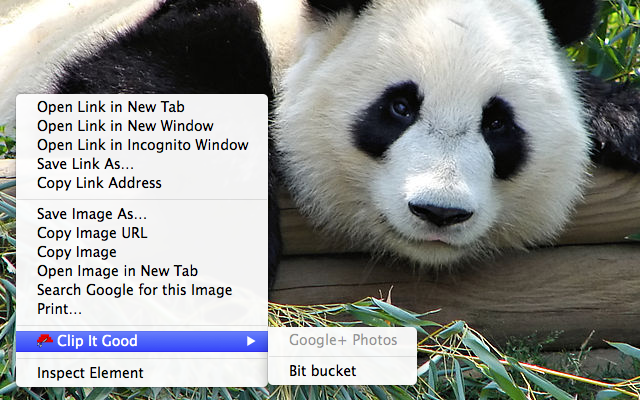 Open Link in New Tab
Open Link in New Window
Open Link in Incognito Window
Save Link As...
Copy Link Address
Save Image As...
Copy Image URL
Copy Image
Open Image in New Tab
Search Google for this Image
Print...
Clip It Good
Google+ Photos
Bit bucket
Inspect Element